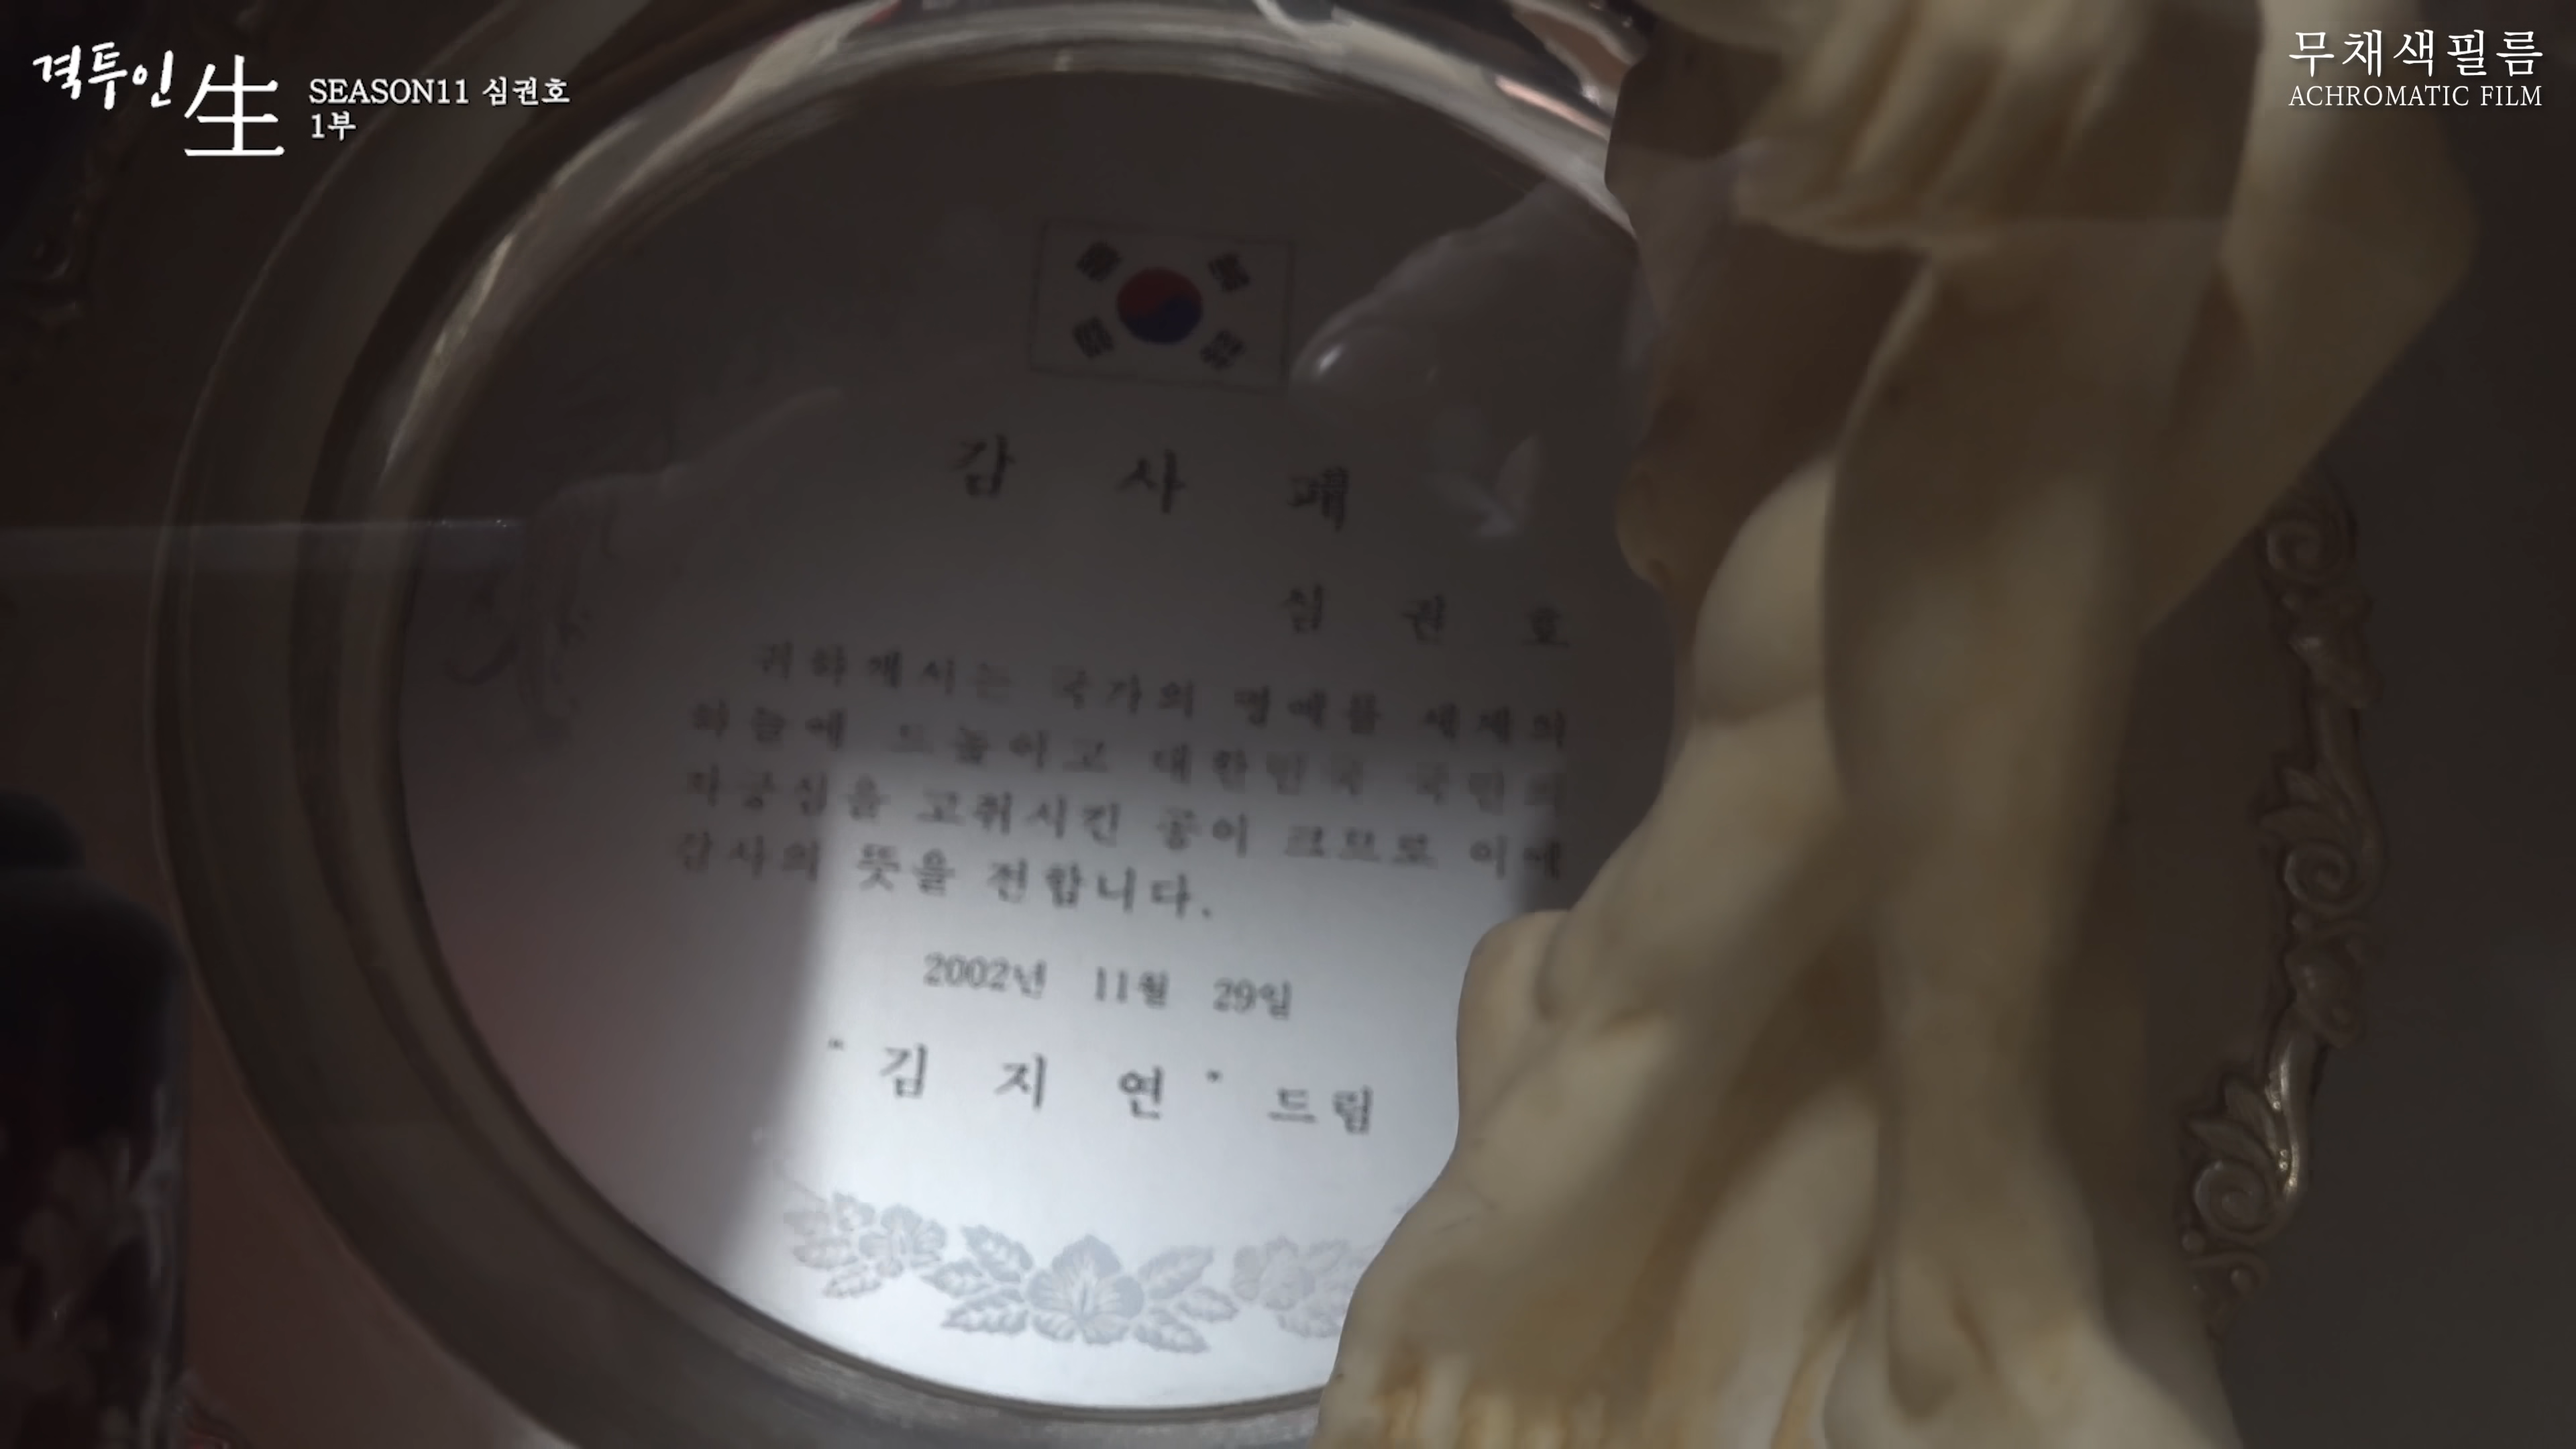 격투인生 SEASON11 심권호
1부
무채색필름
ACHROMATIC FILM
감 사 패
심 권 호
귀하께서는 국가의 명예를 세계의
하늘에 드높이고 대한민국 국민의
자긍심을 고취시킨 공이 크므로 이에
감사의 뜻을 전합니다.
2002년 11월 29일
"김 지 연" 드림